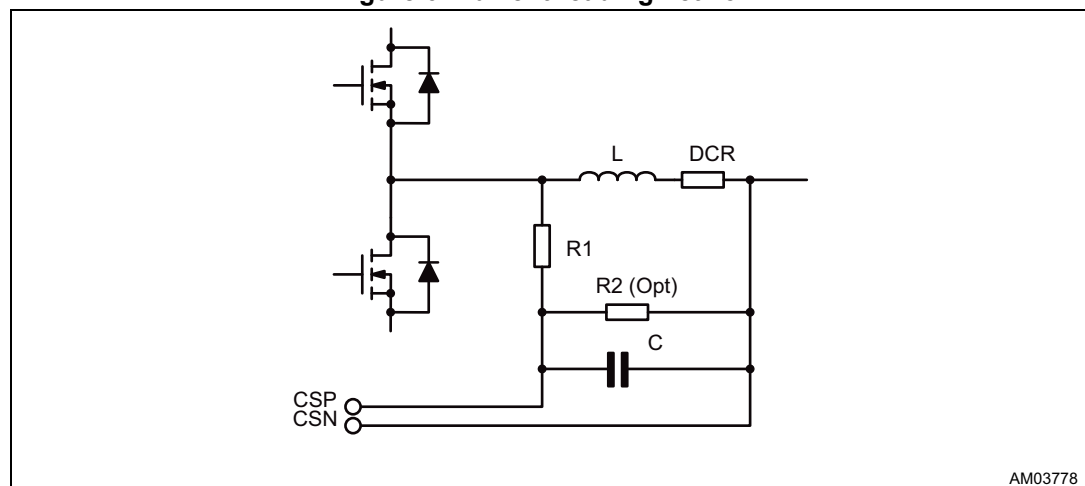 L DCR
R1
R2 (Opt)
C
CSP
CSN
AM03778